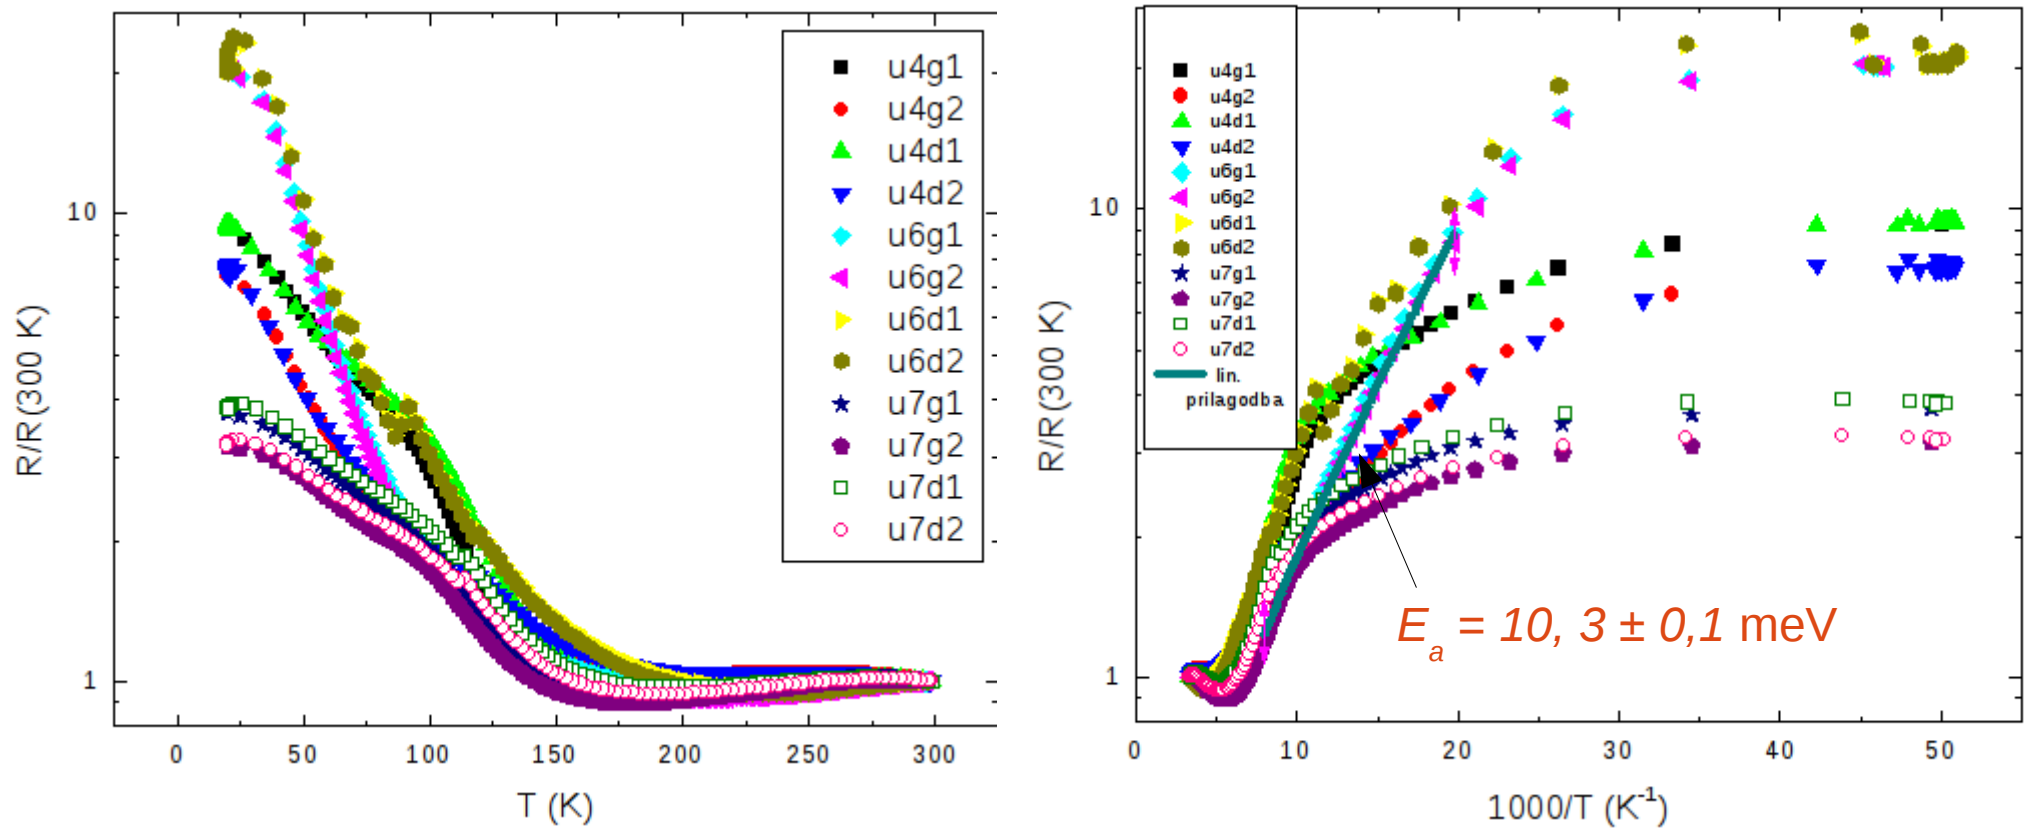 R/R(300 K)
10
1
u4g1
u4g2
u4d1
u4d2
u6g1
u6g2
u6d1
u6d2
u7g1
u7g2
u7d1
u7d2
0 50 100 150 200 250 300
T (K)
R/R(300 K)
10
1
u4g1
u4g2
u4d1
u4d2
u6g1
u6g2
u6d1
u6d2
u7g1
u7g2
u7d1
u7d2
lin.
prilagodba
Ea = 10, 3 ± 0,1 meV
0 10 20 30 40 50
1000/T (K-1)